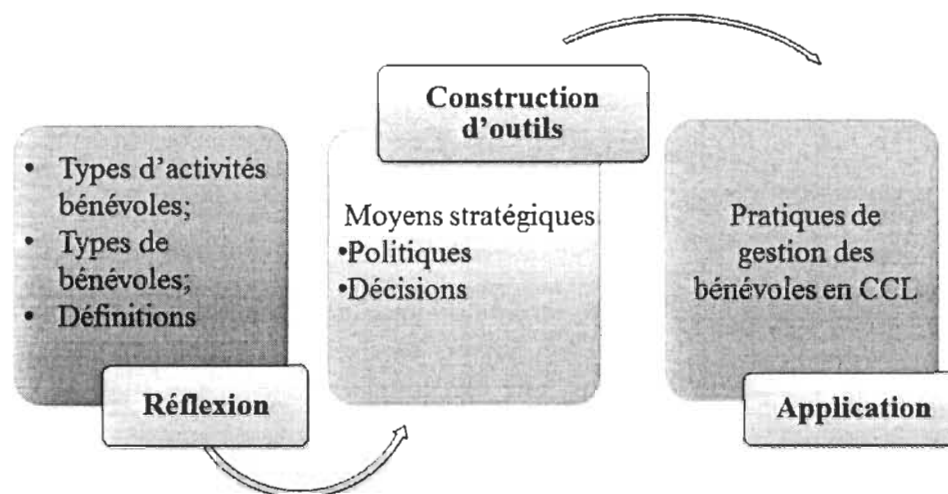 • Types d'activités
bénévoles;
• Types de
bénévoles;
• Définitions
Réflexion
Construction
d'outils
Moyens stratégiques
•Politiques
•Décisions
Pratiques de
gestion des
bénévoles en CCL
Application